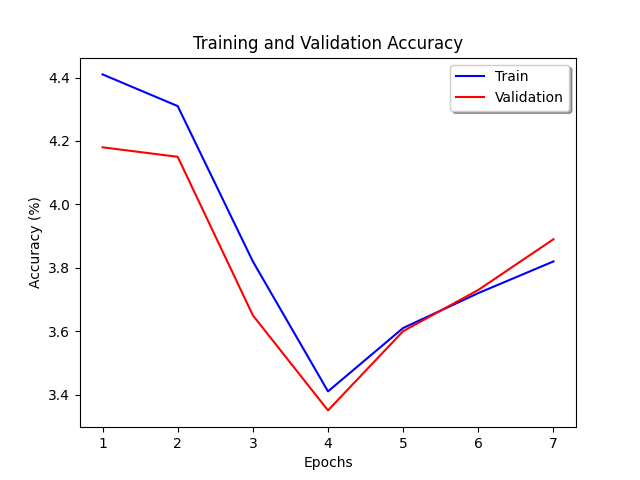 Training and Validation Accuracy
Train
Validation
4.4
4.2
4.0
3.8
3.6
3.4
Accuracy (%)
1 2 3 4 5 6 7
Epochs